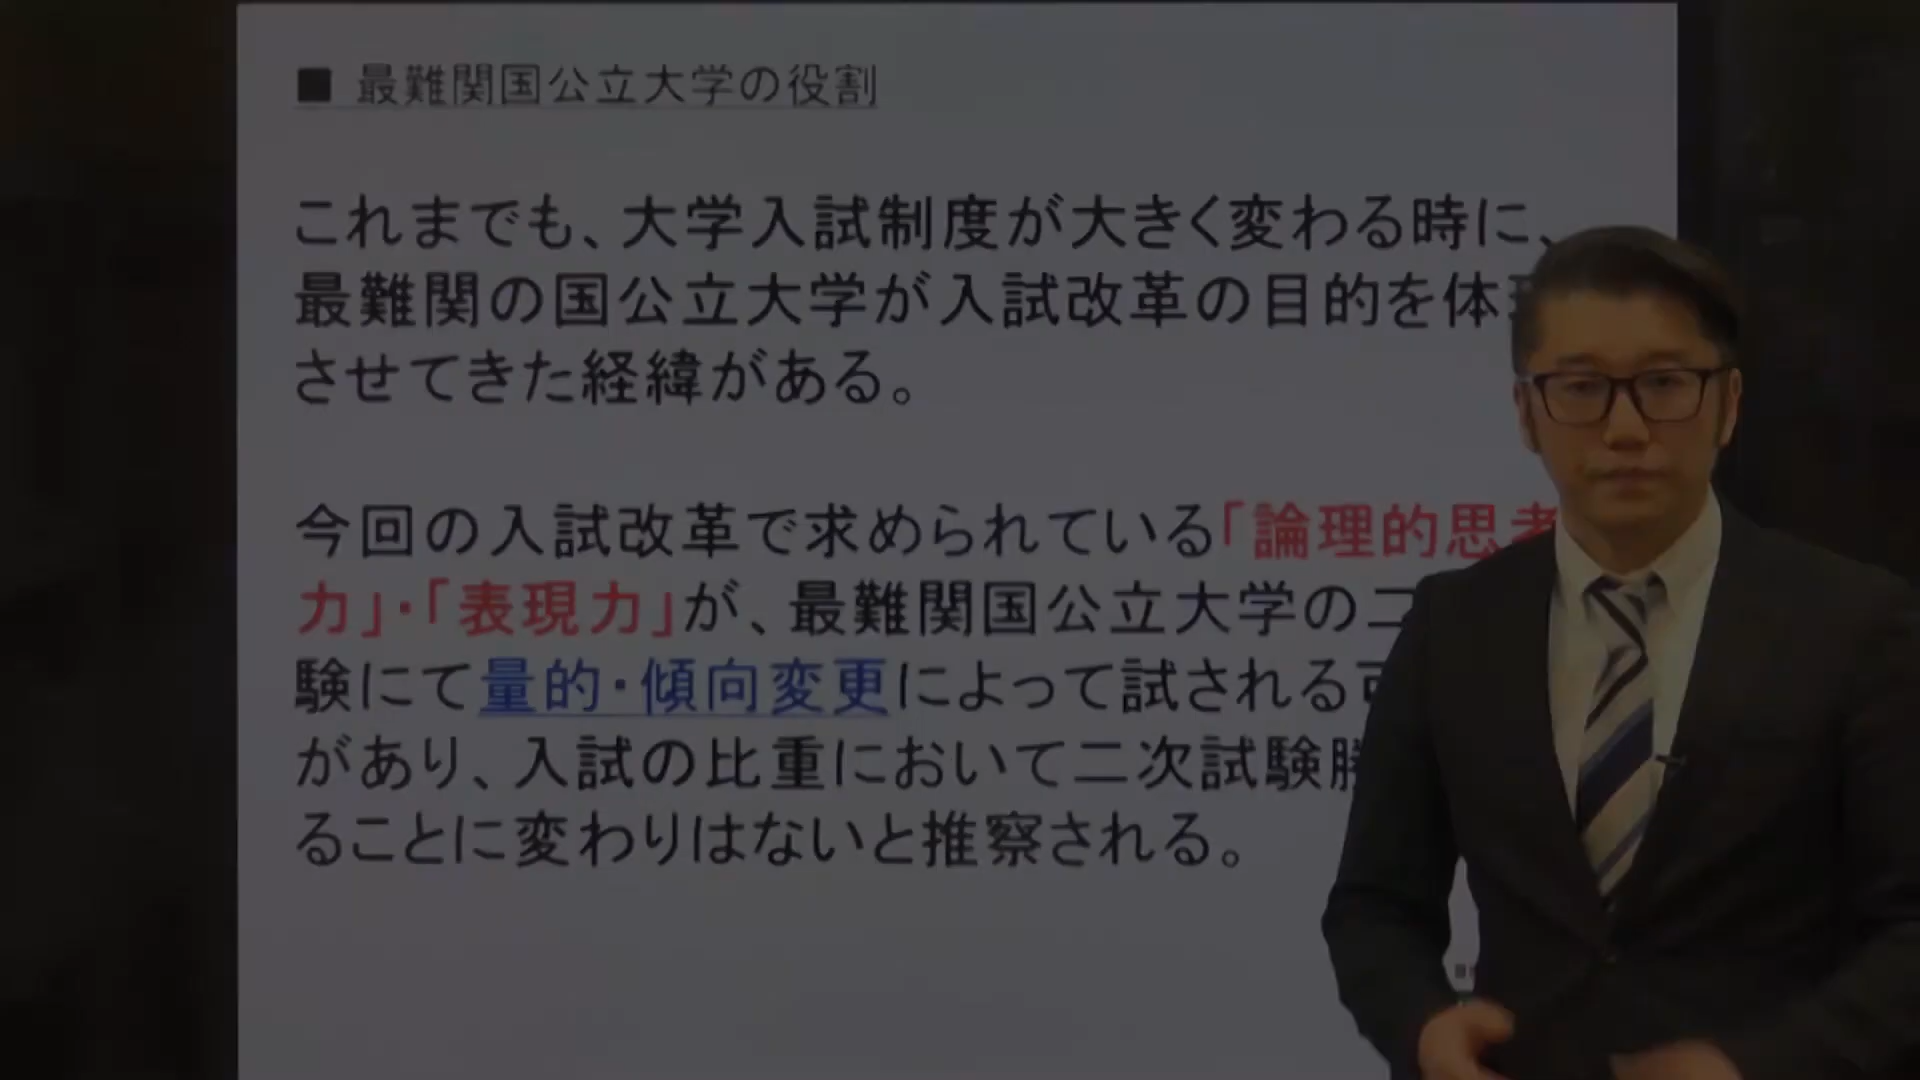 ■ 最難関国公立大学の役割
これまでも、大学入試制度が大きく変わる時に、
最難関の国公立大学が入試改革の目的を体
させてきた経緯がある。
今回の入試改革で求められている「論理的思考
力」・「表現力」が、最難関国公立大学の二
験にて量的・傾向変更によって試される
があり、入試の比重において二次試験
ることに変わりはないと推察される。